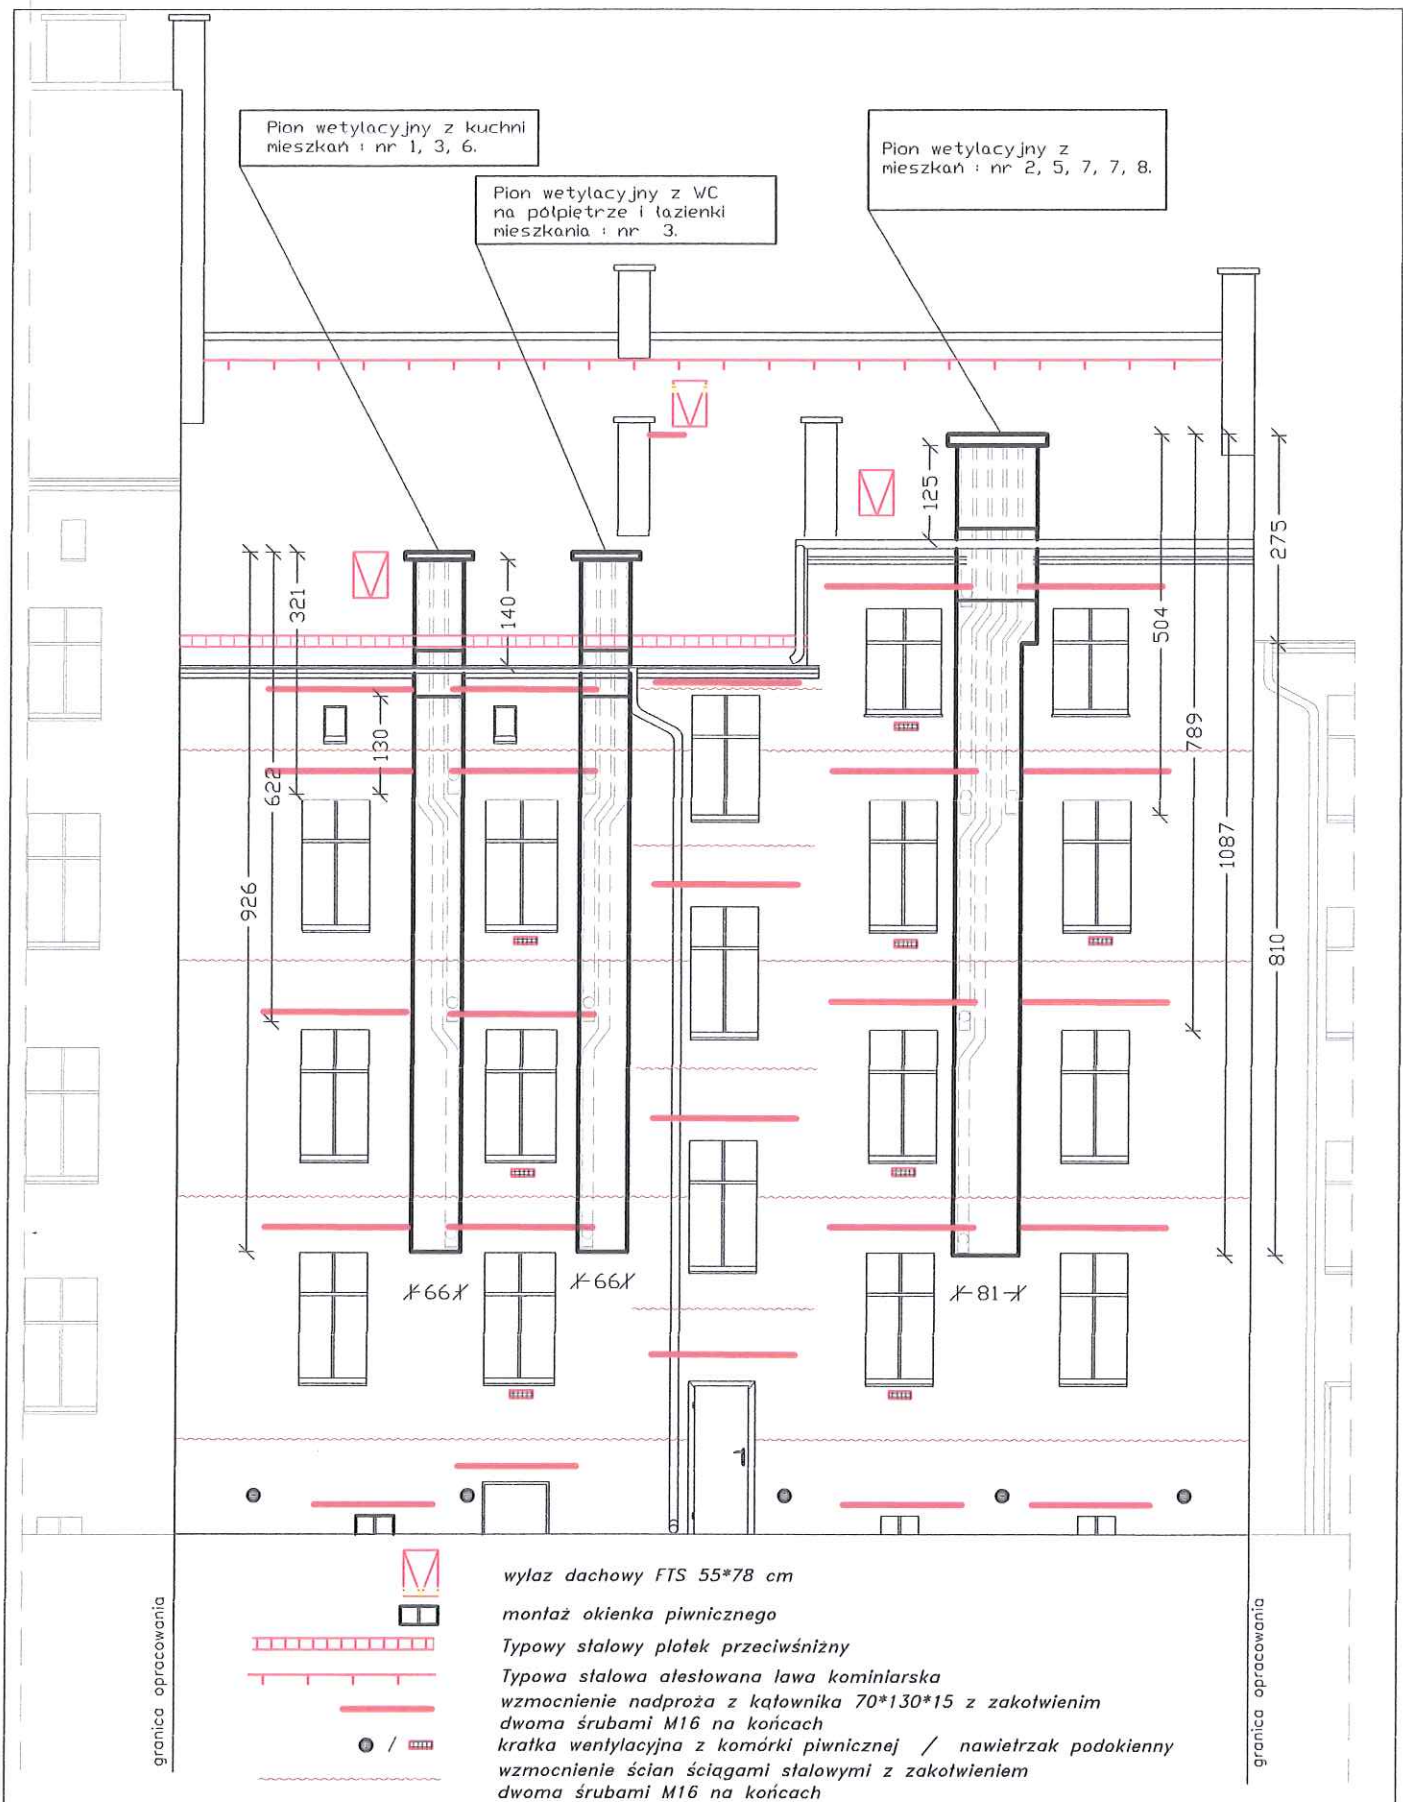 Pion wetylacyjny z kuchni
mieszkań : nr 1, 3, 6.
Pion wetylacyjny z WC
na półpiętrze i łazienki
mieszkania : nr 3.
Pion wetylacyjny z
mieszkań : nr 2, 5, 7, 7, 8.
125
275
321
140
504
130
622
789
926
1087
810
66
66
81
granica opracowania
granica opracowania
wylaz dachowy FTS 55*78 cm
montaż okienka piwnicznego
Typowy stalowy płotek przeciwśniżny
Typowa stalowa atestowana ława kominiarska
wzmocnienie nadproża z kątownika 70*130*15 z zakotwienim
dwoma śrubami M16 na końcach
kratka wentylacyjna z komórki piwnicznej / nawietrzak podokienny
wzmocnienie ścian ściągami stalowymi z zakotwieniem
dwoma śrubami M16 na końcach